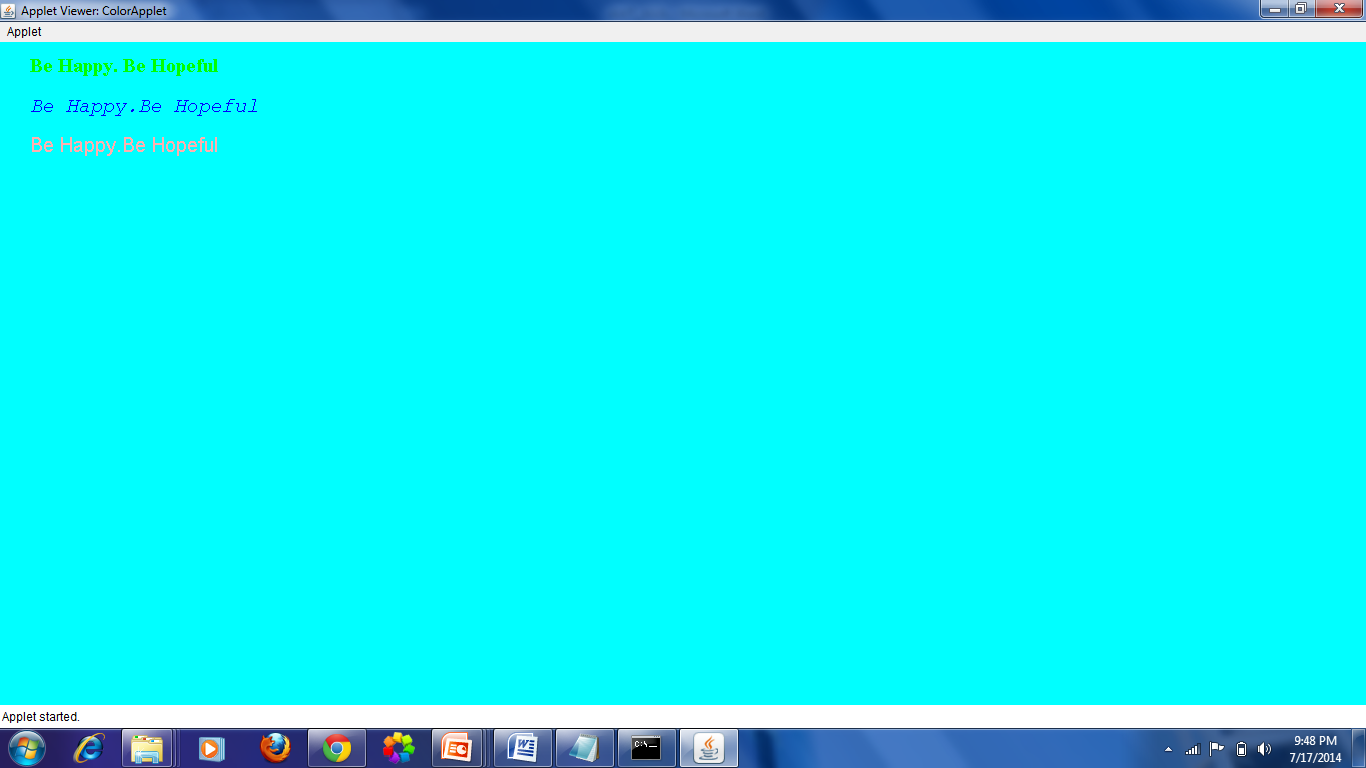 Applet Viewer: ColorApplet
Applet
Be Happy. Be Hopeful
Be Happy.Be Hopeful
Be Happy.Be Hopeful
Applet started.
C:\_
9:48 PM
7/17/2014